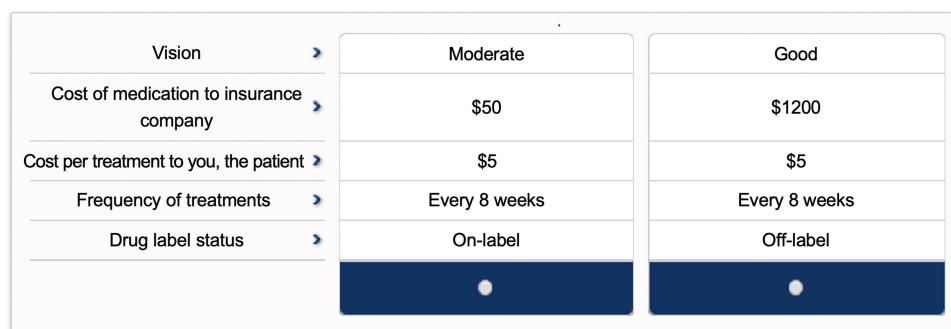 Vision Moderate Good
Cost of medication to insurance
company $50 $1200
Cost per treatment to you, the patient $5 $5
Frequency of treatments Every 8 weeks Every 8 weeks
Drug label status On-label Off-label